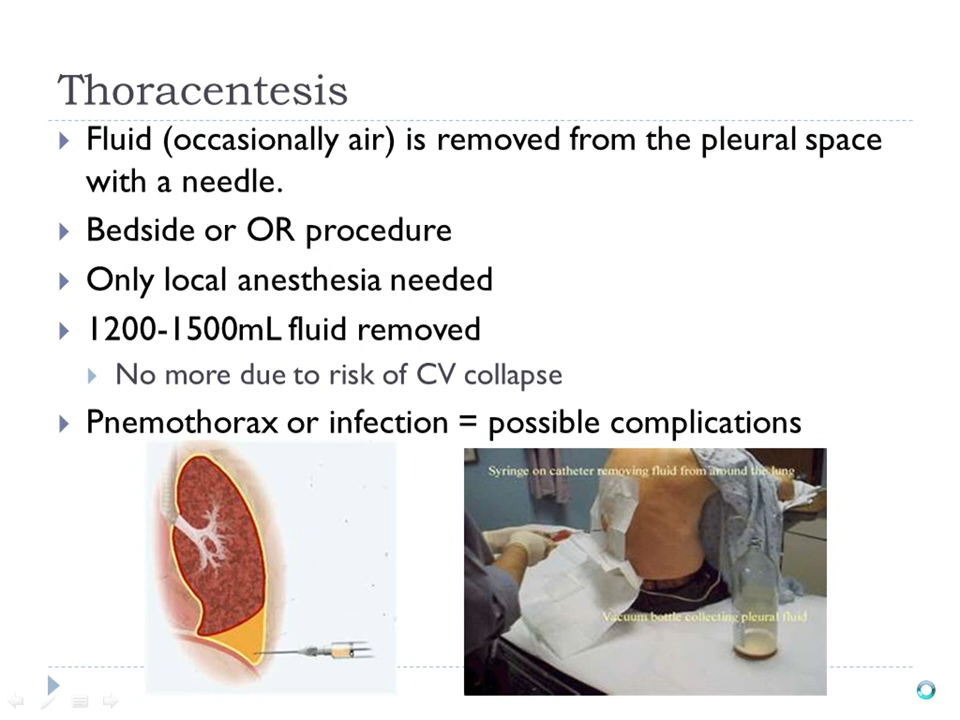 Thoracentesis
Fluid (occasionally air) is removed from the pleural space
with a needle.
Bedside or OR procedure
Only local anesthesia needed
1200-1500mL fluid removed
No more due to risk of CV collapse
Pnemothorax or infection = possible complications
Syringe on catheter removing fluid from around the lung
Vacuum bottle collecting pleural fluid